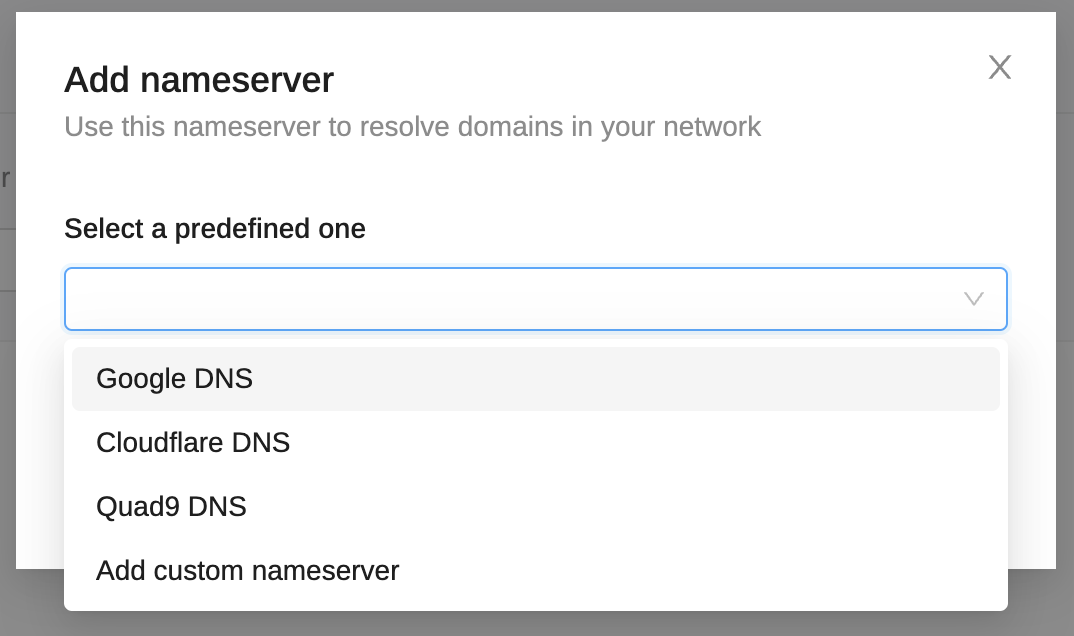 Add nameserver
Use this nameserver to resolve domains in your network
r
Select a predefined one
Google DNS
Cloudflare DNS
Quad9 DNS
Add custom nameserver